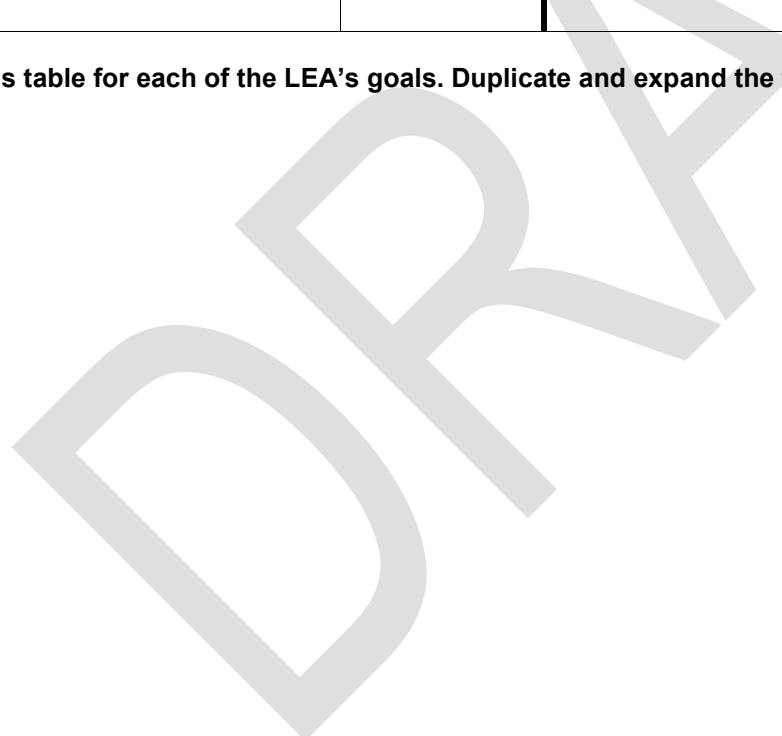 s table for each of the LEA’s goals. Duplicate and expand the
DRA